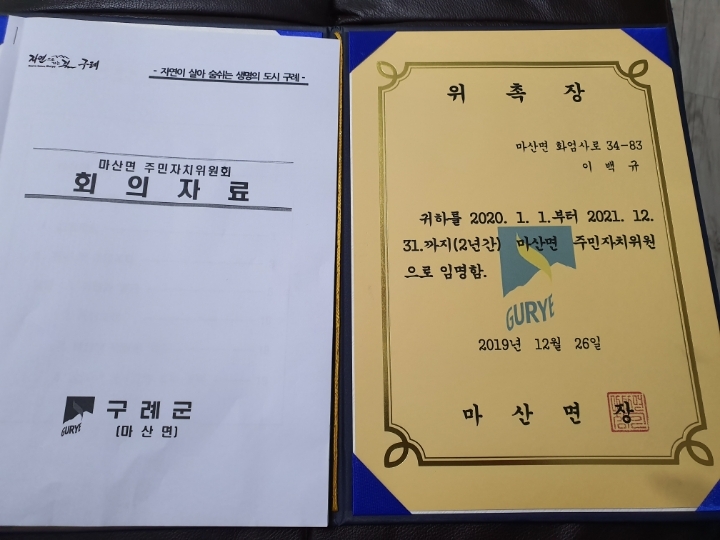 구례
- 자연이 살아 숨쉬는 생명의 도시 구례 -
마산면 주민자치위원회
회 의 자 료
GURYE
구 례 군
(마 산 면)
위 촉 장
마산면 화엄사로 34-83
이 백 규
귀하를 2020. 1. 1.부터 2021. 12.
31.까지(2년간) 마산면 주민자치위원
으로 임명함.
GURYE
2019년 12월 26일
마 산 면 장